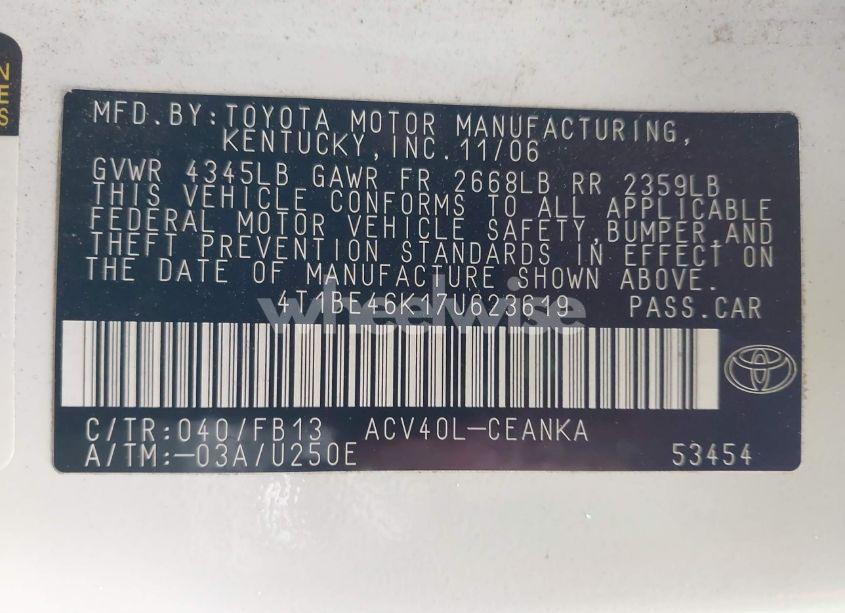 N
E
S
MFD. BY: TOYOTA MOTOR MANUFACTURING,
KENTUCKY, INC. 11/06
GVWR 4345LB GAWR FR 2668LB RR 2359LB
THIS VEHICLE CONFORMS TO ALL APPLICABLE
FEDERAL MOTOR VEHICLE SAFETY, BUMPER, AND
THEFT PREVENTION STANDARDS IN EFFECT ON
THE DATE OF MANUFACTURE SHOWN ABOVE.
4T1BE46K17U623619 PASS.CAR
wheelwise
C/TR: 040/FB13 ACV40L-CEANKA
A/TM: -03A/U250E 53454